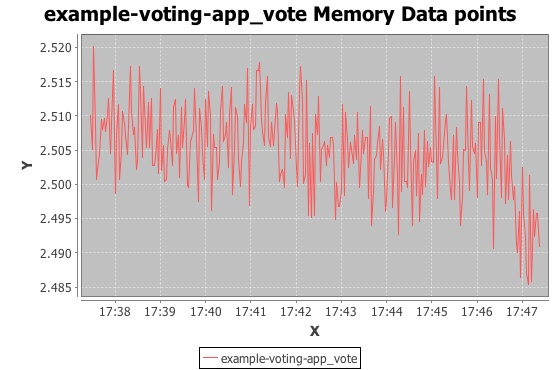 example-voting-app_vote Memory Data points
2.520
2.515
2.510
2.505
2.500
2.495
2.490
2.485
Y
17:38 17:39 17:40 17:41 17:42 17:43 17:44 17:45 17:46 17:47
X
example-voting-app_vote